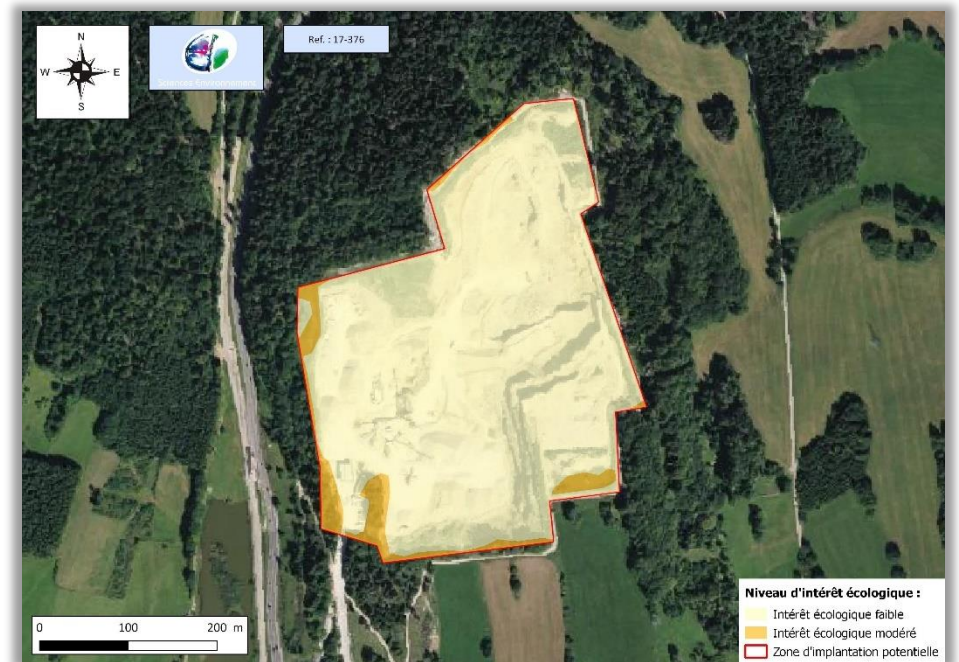 N
W E
S
Sciences Environnement
Ref. : 17-376
0 100 200 m
Niveau d'intérêt écologique :
Intérêt écologique faible
Intérêt écologique modéré
Zone d'implantation potentielle